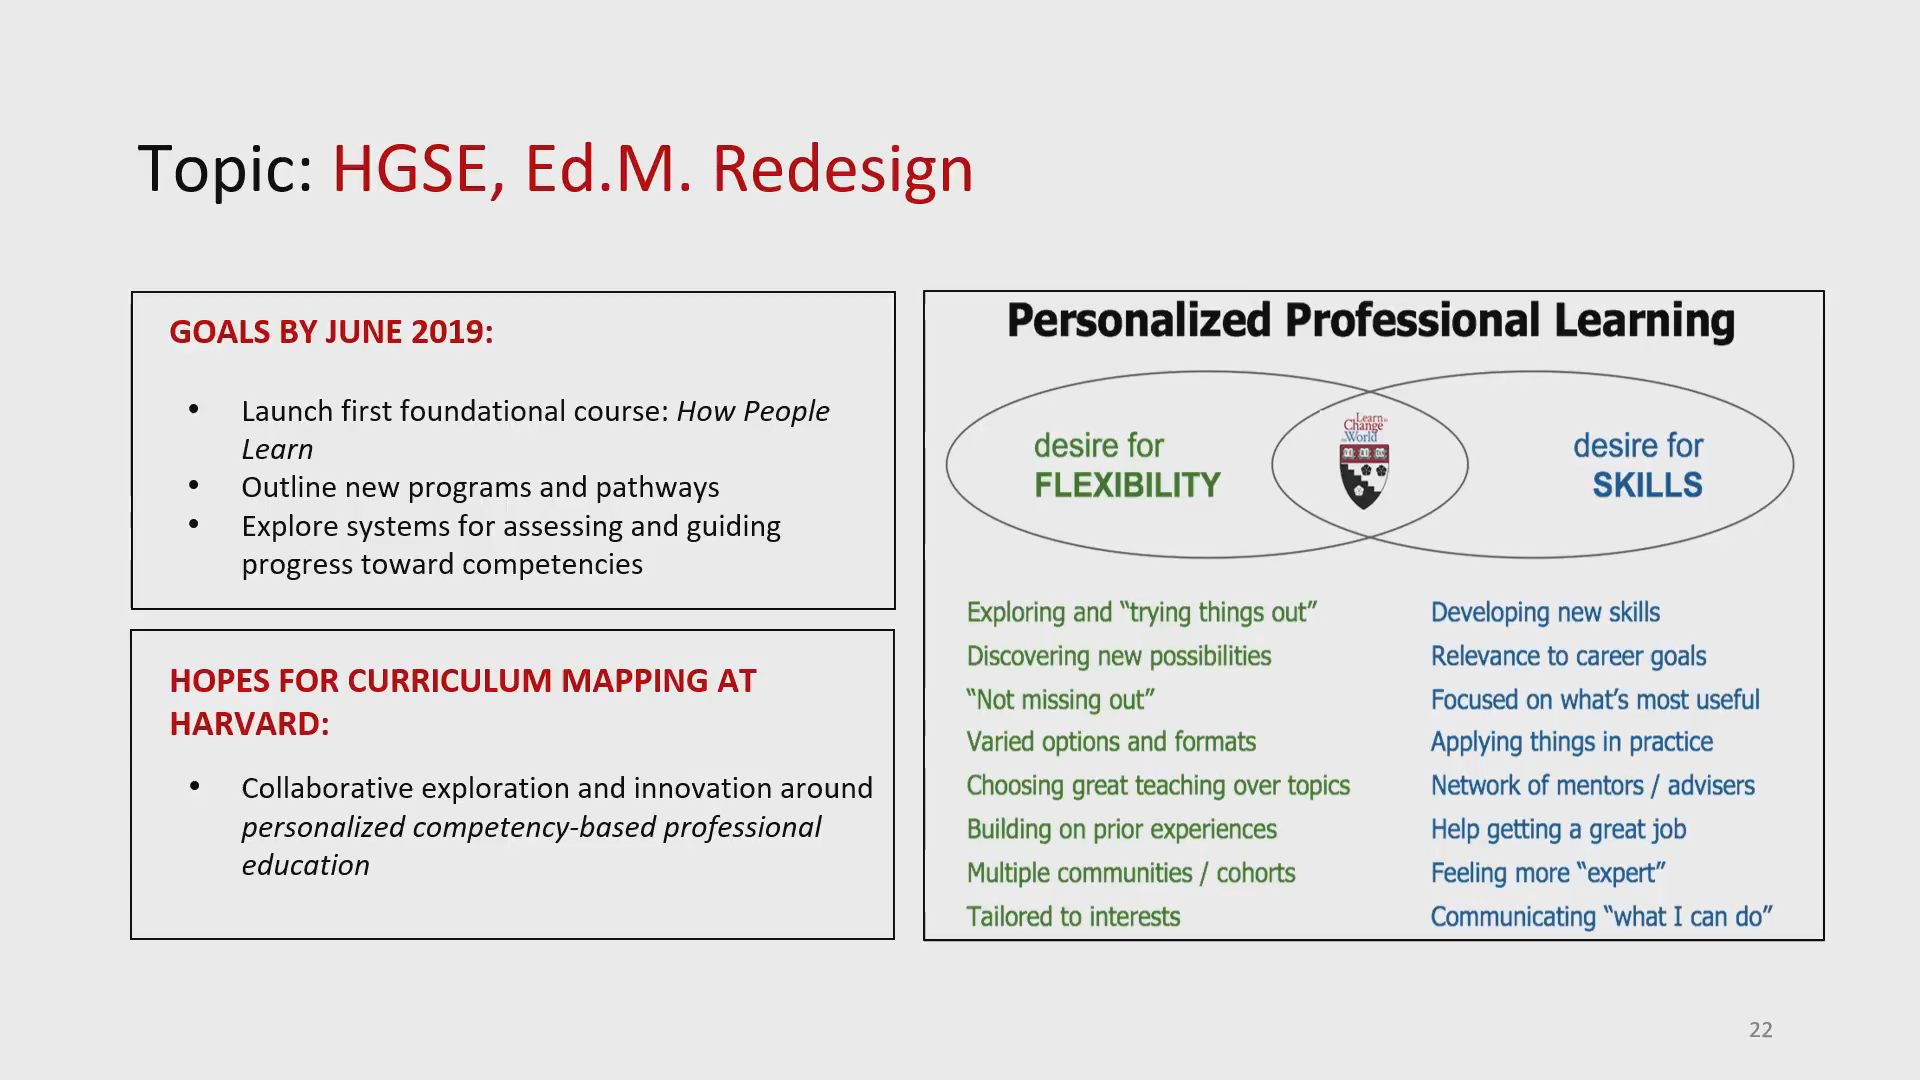 Topic: HGSE, Ed.M. Redesign
GOALS BY JUNE 2019:
• Launch first foundational course: How People
Learn
• Outline new programs and pathways
• Explore systems for assessing and guiding
progress toward competencies
HOPES FOR CURRICULUM MAPPING AT
HARVARD:
• Collaborative exploration and innovation around
personalized competency-based professional
education
Personalized Professional Learning
desire for
FLEXIBILITY
Learn to
Change
the World
desire for
SKILLS
Exploring and “trying things out”
Discovering new possibilities
“Not missing out”
Varied options and formats
Choosing great teaching over topics
Building on prior experiences
Multiple communities / cohorts
Tailored to interests
Developing new skills
Relevance to career goals
Focused on what’s most useful
Applying things in practice
Network of mentors / advisers
Help getting a great job
Feeling more “expert”
Communicating “what I can do”
22